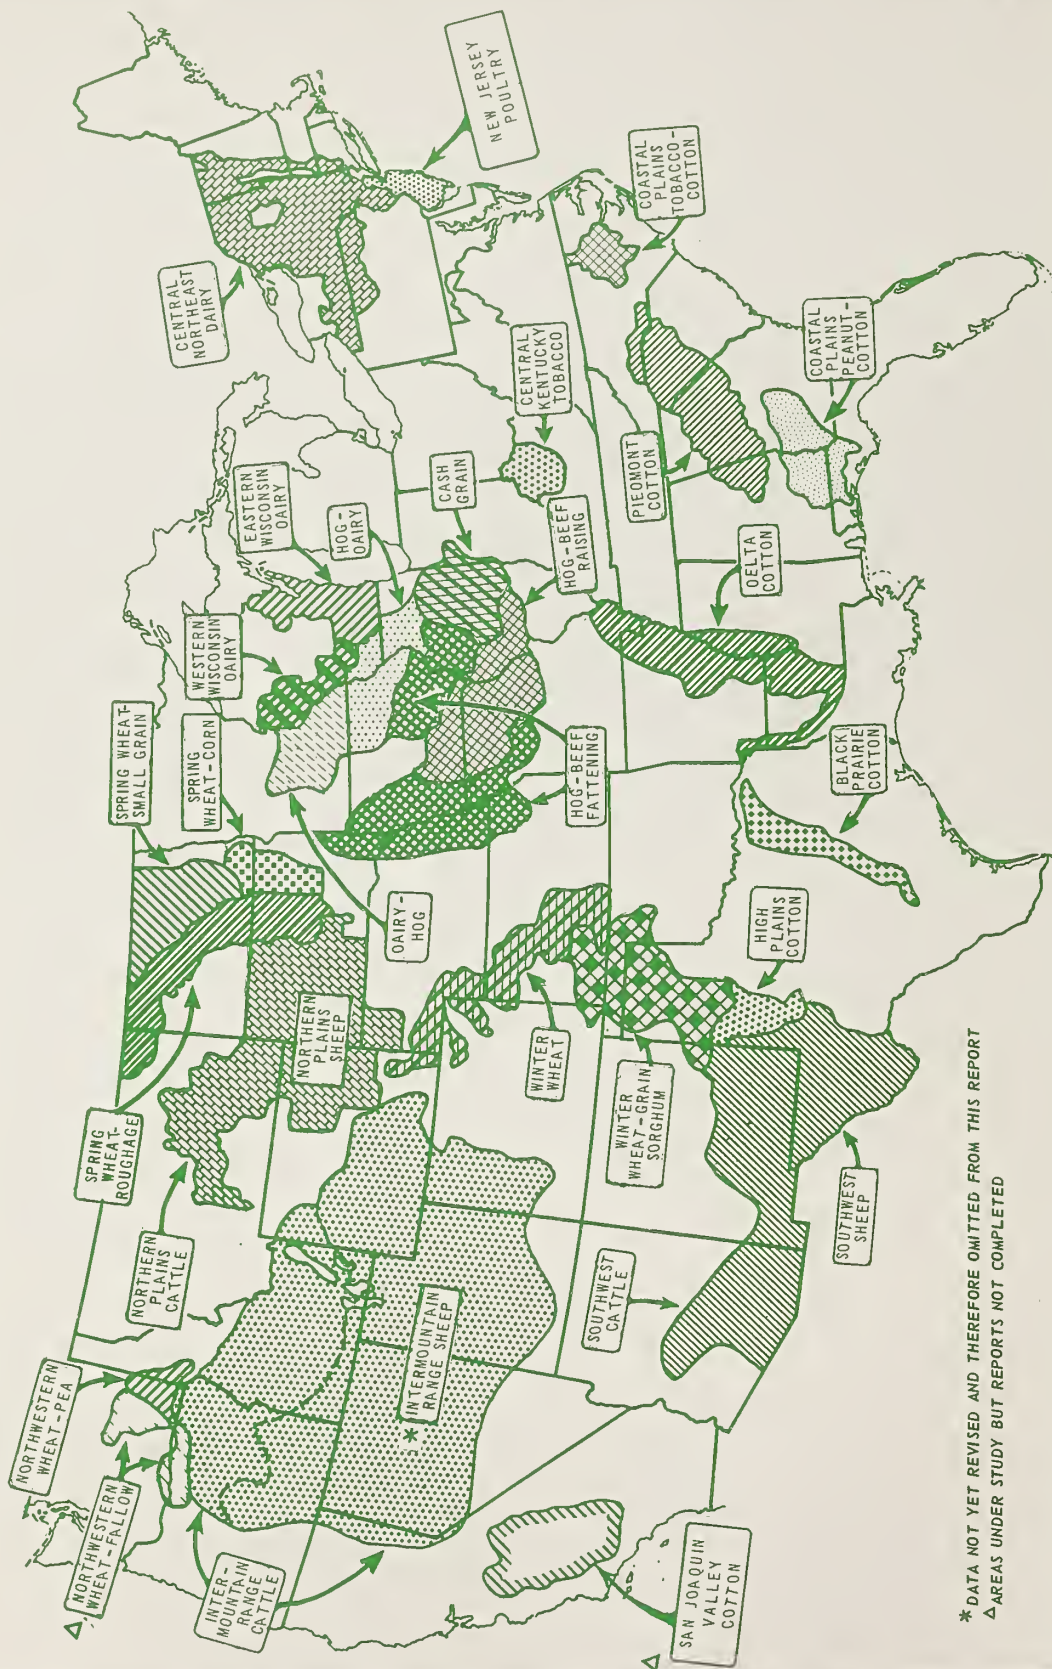 NORTHWESTERN
WHEAT-PEA
△
NORTHWESTERN
WHEAT-FALLOW
INTER-
MOUNTAIN
RANGE
CATTLE
△
SAN JOAQUIN
VALLEY
COTTON
NORTHERN
PLAINS
CATTLE
SPRING
WHEAT-
ROUGHAGE
* INTERMOUNTAIN
RANGE SHEEP
SOUTHWEST
CATTLE
SOUTHWEST
SHEEP
NORTHERN
PLAINS
SHEEP
WINTER
WHEAT
WINTER
WHEAT-GRAIN
SORGHUM
HIGH
PLAINS
COTTON
SPRING WHEAT-
SMALL GRAIN
SPRING
WHEAT-CORN
OAIRY-
HOG
HOG-BEEF
FATTENING
BLACK
PRAIRIE
COTTON
WESTERN
WISCONSIN
OAIRY
EASTERN
WISCONSIN
OAIRY
HOG-
OAIRY
CASH
GRAIN
HOG-BEEF
RAISING
OELTA
COTTON
CENTRAL
NORTHEAST
DAIRY
CENTRAL
KENTUCKY
TOBACCO
PIEOMONT
COTTON
COASTAL
PLAINS
PEANUT-
COTTON
NEW JERSEY
POULTRY
COASTAL
PLAINS
TOBACCO-
COTTON
* DATA NOT YET REVISED AND THEREFORE OMITTED FROM THIS REPORT
△ AREAS UNDER STUDY BUT REPORTS NOT COMPLETED